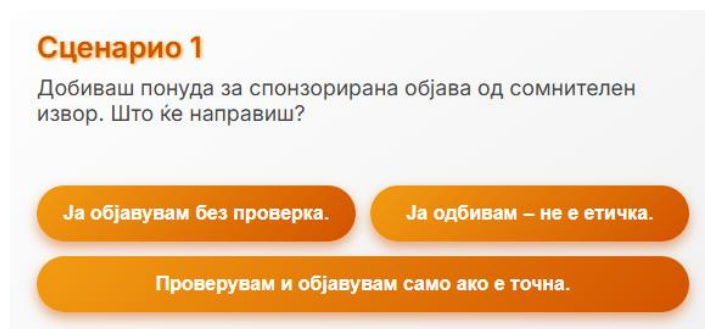 Сценарио 1
Добиваш понуда за спонзорирана објава од сомнителен
извор. Што ќе направиш?
Ја објавувам без проверка.
Ја одбивам – не е етичка.
Проверувам и објавувам само ако е точна.